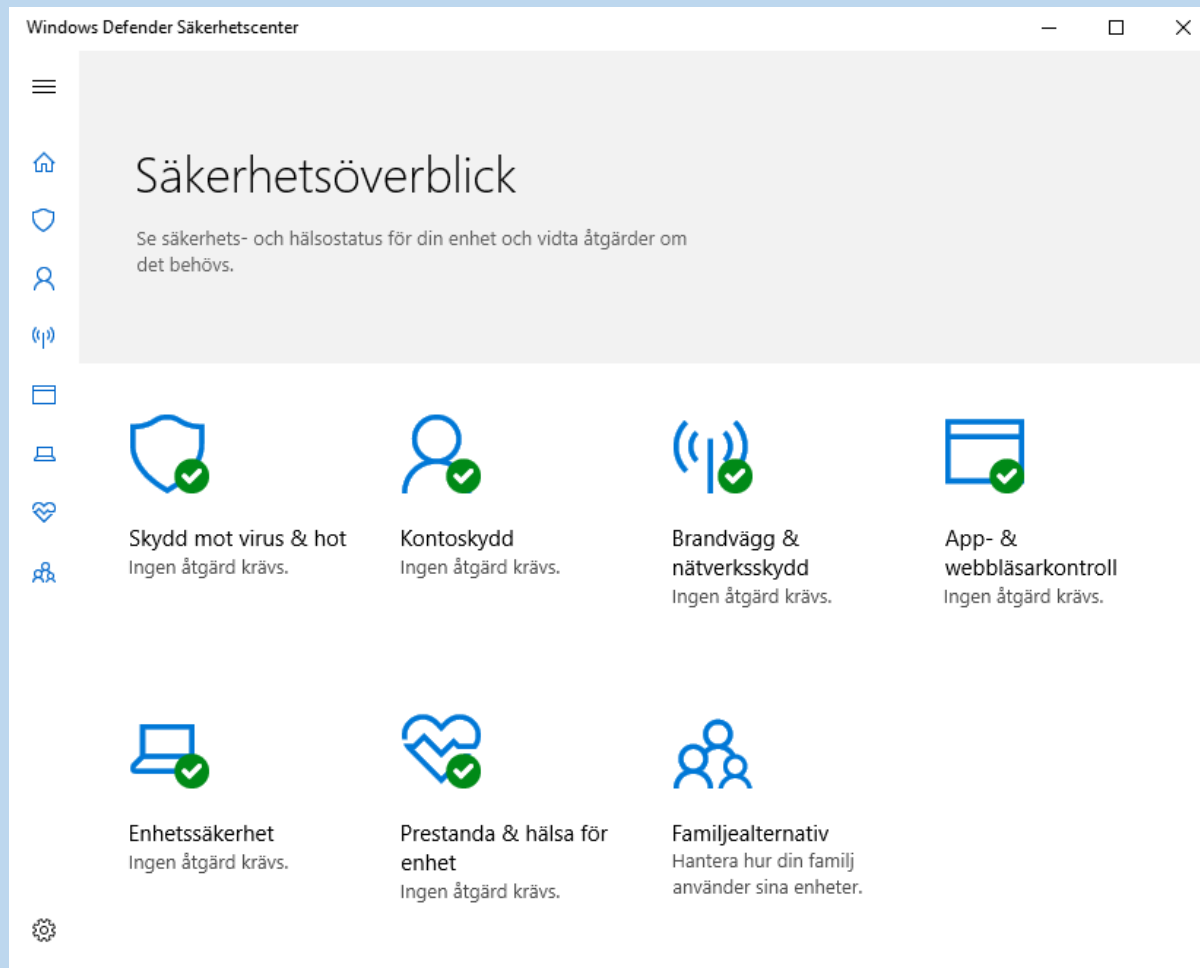 Windows Defender Säkerhetscenter
Säkerhetsöverblick
Se säkerhets- och hälsostatus för din enhet och vidta åtgärder om
det behövs.
Skydd mot virus & hot
Ingen åtgärd krävs.
Kontoskydd
Ingen åtgärd krävs.
Brandvägg &
nätverksskydd
Ingen åtgärd krävs.
App- &
webbläsarkontroll
Ingen åtgärd krävs.
Enhetssäkerhet
Ingen åtgärd krävs.
Prestanda & hälsa för
enhet
Ingen åtgärd krävs.
Familjealternativ
Hantera hur din familj
använder sina enheter.